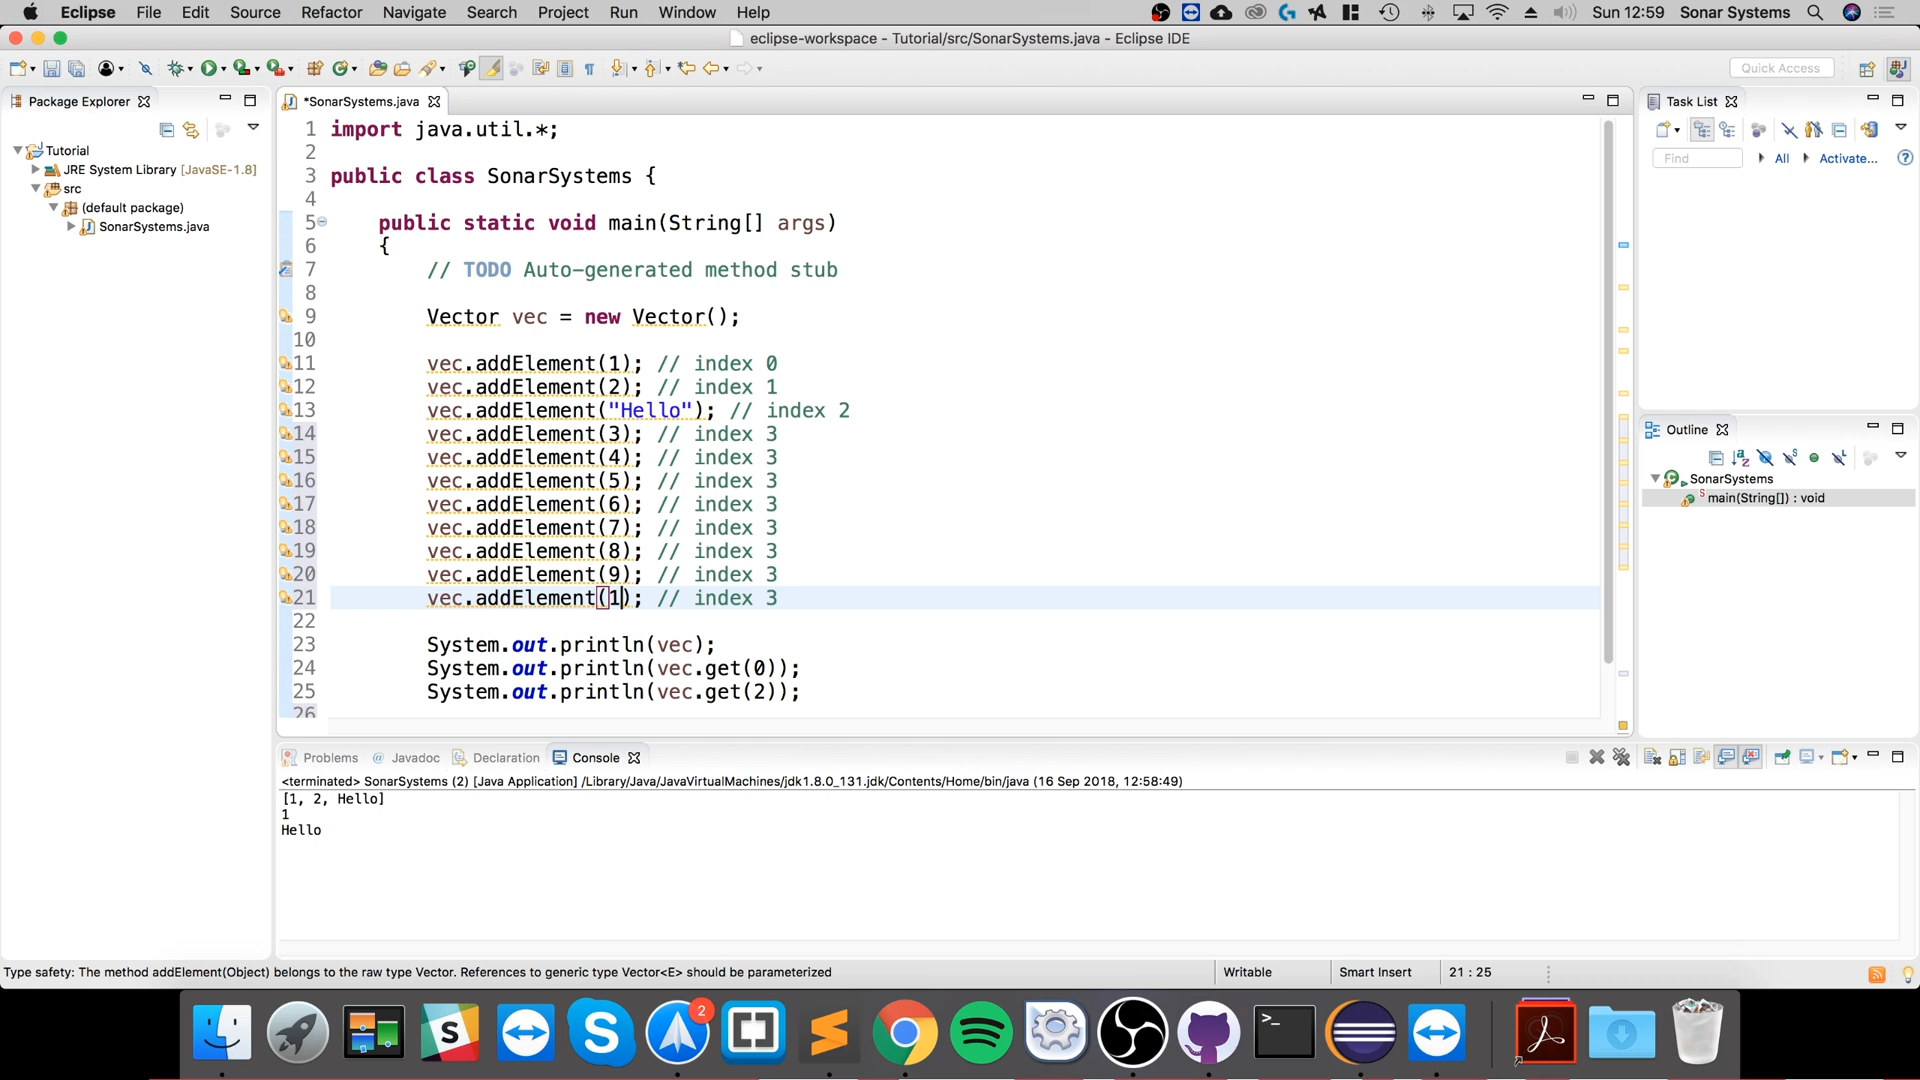 Eclipse File Edit Source Refactor Navigate Search Project Run Window Help Sun 12:59 Sonar Systems
eclipse-workspace - Tutorial/src/SonarSystems.java - Eclipse IDE
Quick Access
Package Explorer
Tutorial
JRE System Library [JavaSE-1.8]
src
(default package)
SonarSystems.java
*SonarSystems.java
1 import java.util.*;
2
3 public class SonarSystems {
4
5 public static void main(String[] args)
6 {
7 // TODO Auto-generated method stub
8
9 Vector vec = new Vector();
10
11 vec.addElement(1); // index 0
12 vec.addElement(2); // index 1
13 vec.addElement("Hello"); // index 2
14 vec.addElement(3); // index 3
15 vec.addElement(4); // index 3
16 vec.addElement(5); // index 3
17 vec.addElement(6); // index 3
18 vec.addElement(7); // index 3
19 vec.addElement(8); // index 3
20 vec.addElement(9); // index 3
21 vec.addElement(1); // index 3
22
23 System.out.println(vec);
24 System.out.println(vec.get(0));
25 System.out.println(vec.get(2));
26
Task List
Find All Activate...
Outline
SonarSystems
main(String[]) : void
Problems Javadoc Declaration Console
<terminated> SonarSystems (2) [Java Application] /Library/Java/JavaVirtualMachines/jdk1.8.0_131.jdk/Contents/Home/bin/java (16 Sep 2018, 12:58:49)
[1, 2, Hello]
1
Hello
Type safety: The method addElement(Object) belongs to the raw type Vector. References to generic type Vector<E> should be parameterized Writable Smart Insert 21 : 25
2